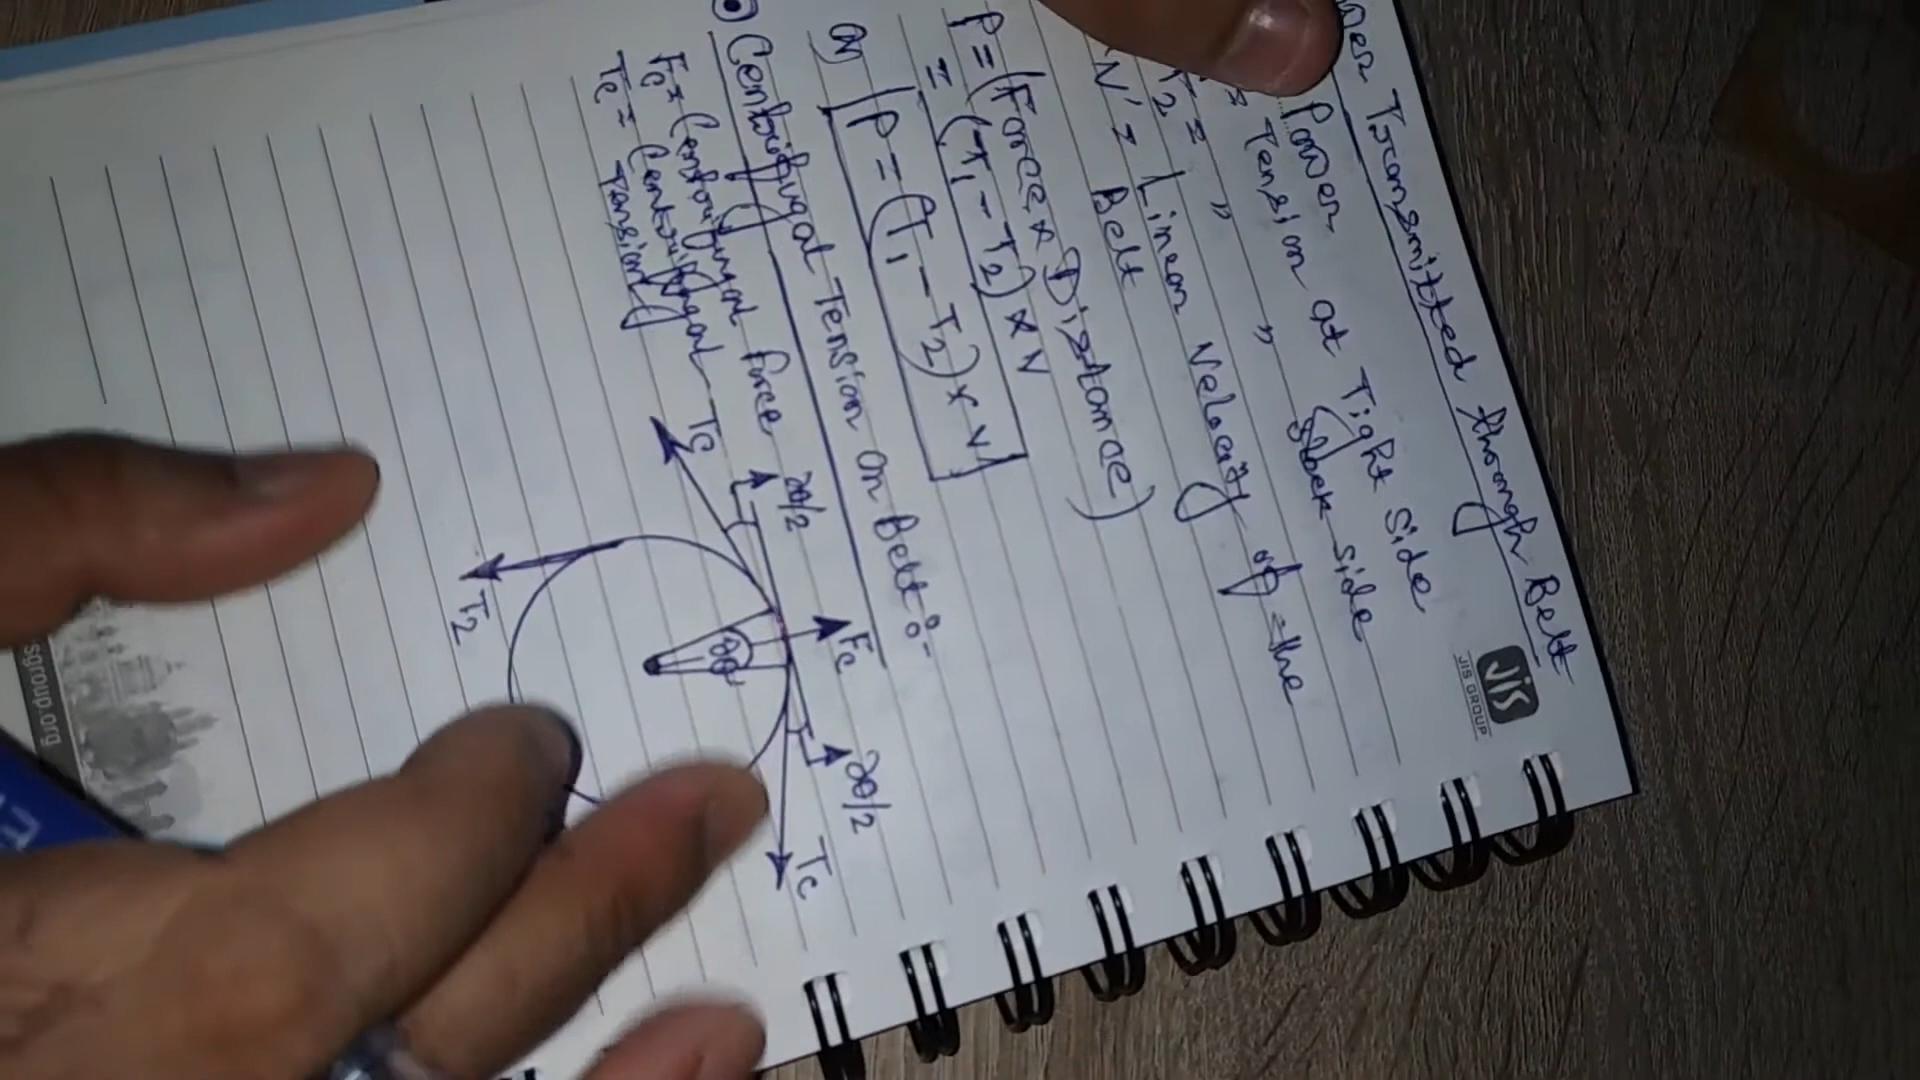 Transmitted through Belt
Power
= Tension at Tight Side
T2 = " " Slack side
'V' = Linear Velocity of the
Belt
P = (Force x Distance)
= (T1 - T2) x V
or P = (T1 - T2) x V
Centrifugal Tension on Belt :-
Fc = Centrifugal Force
Tc = Centrifugal
Tension
Tc
∂θ/2
Fc
∂θ/2
Tc
∂θ
T2
JIS
JIS GROUP
sgroup.org